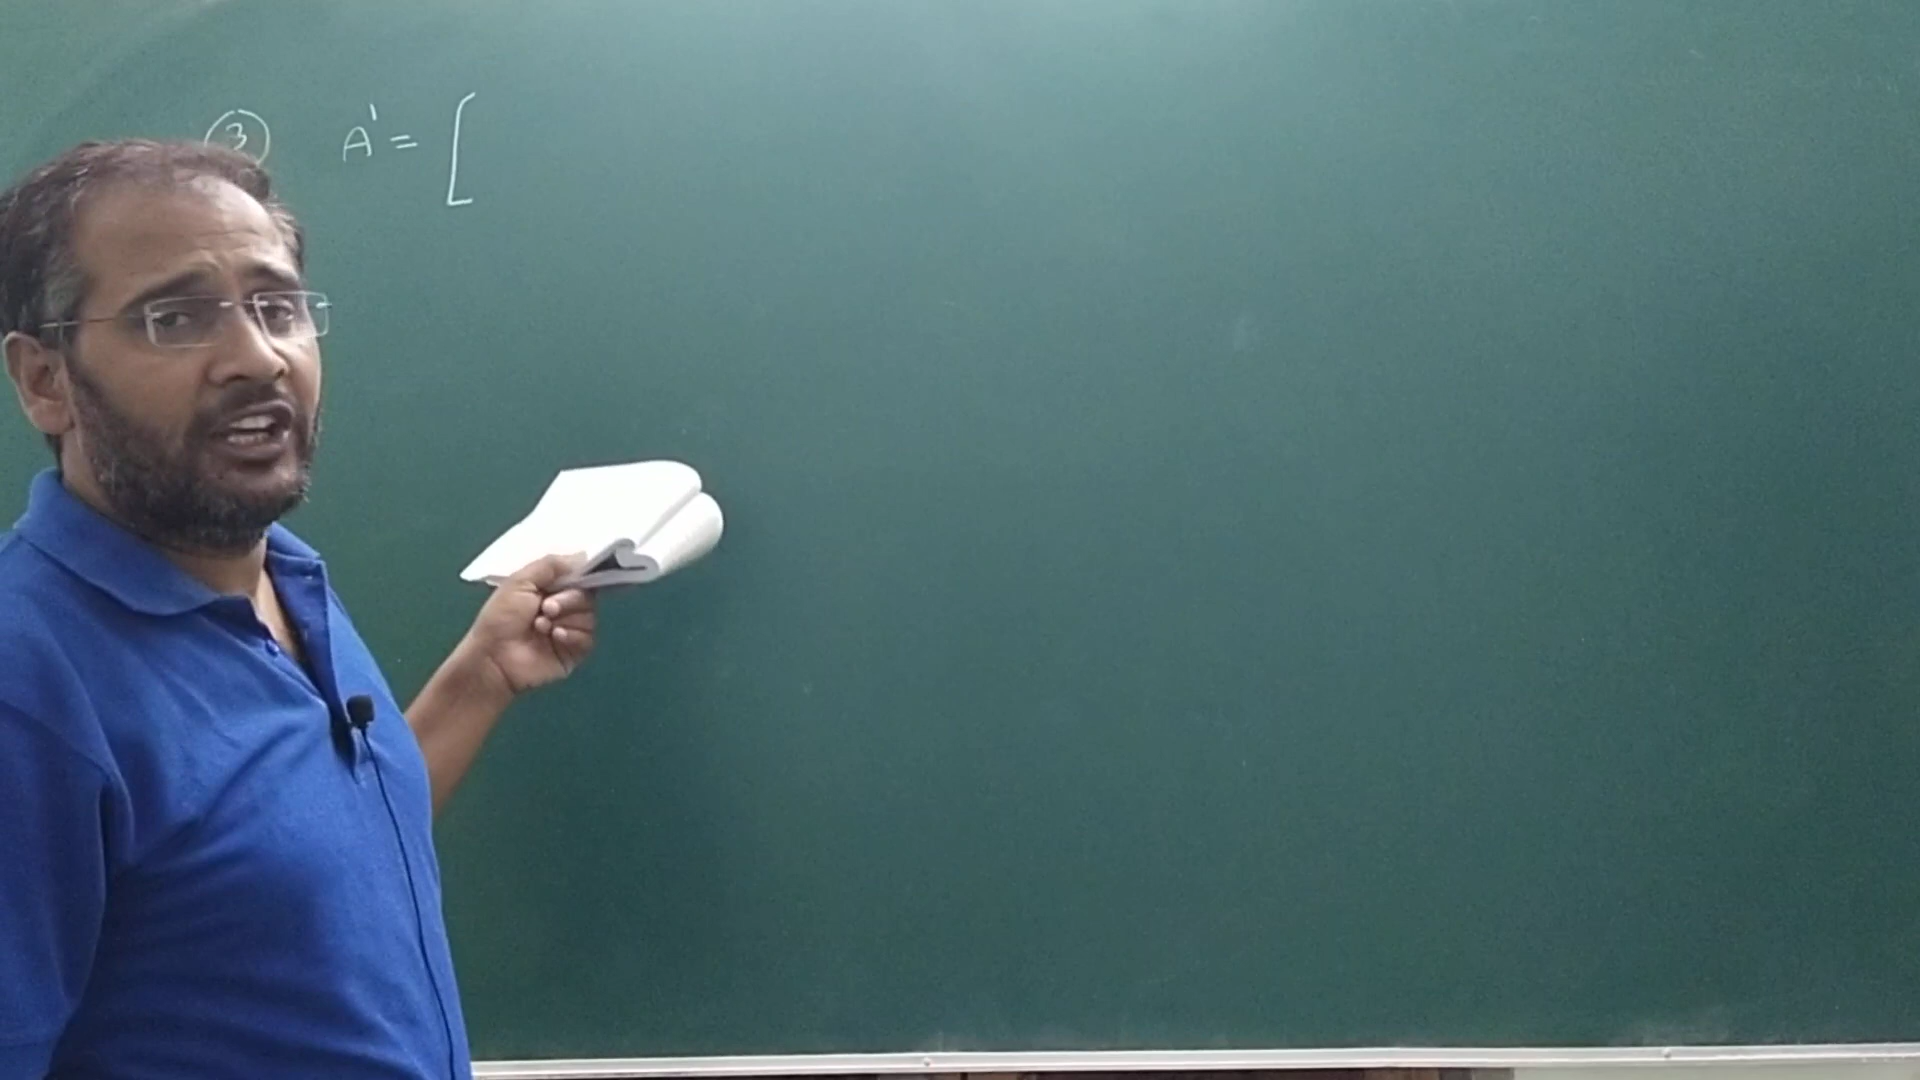 ③ A' = [